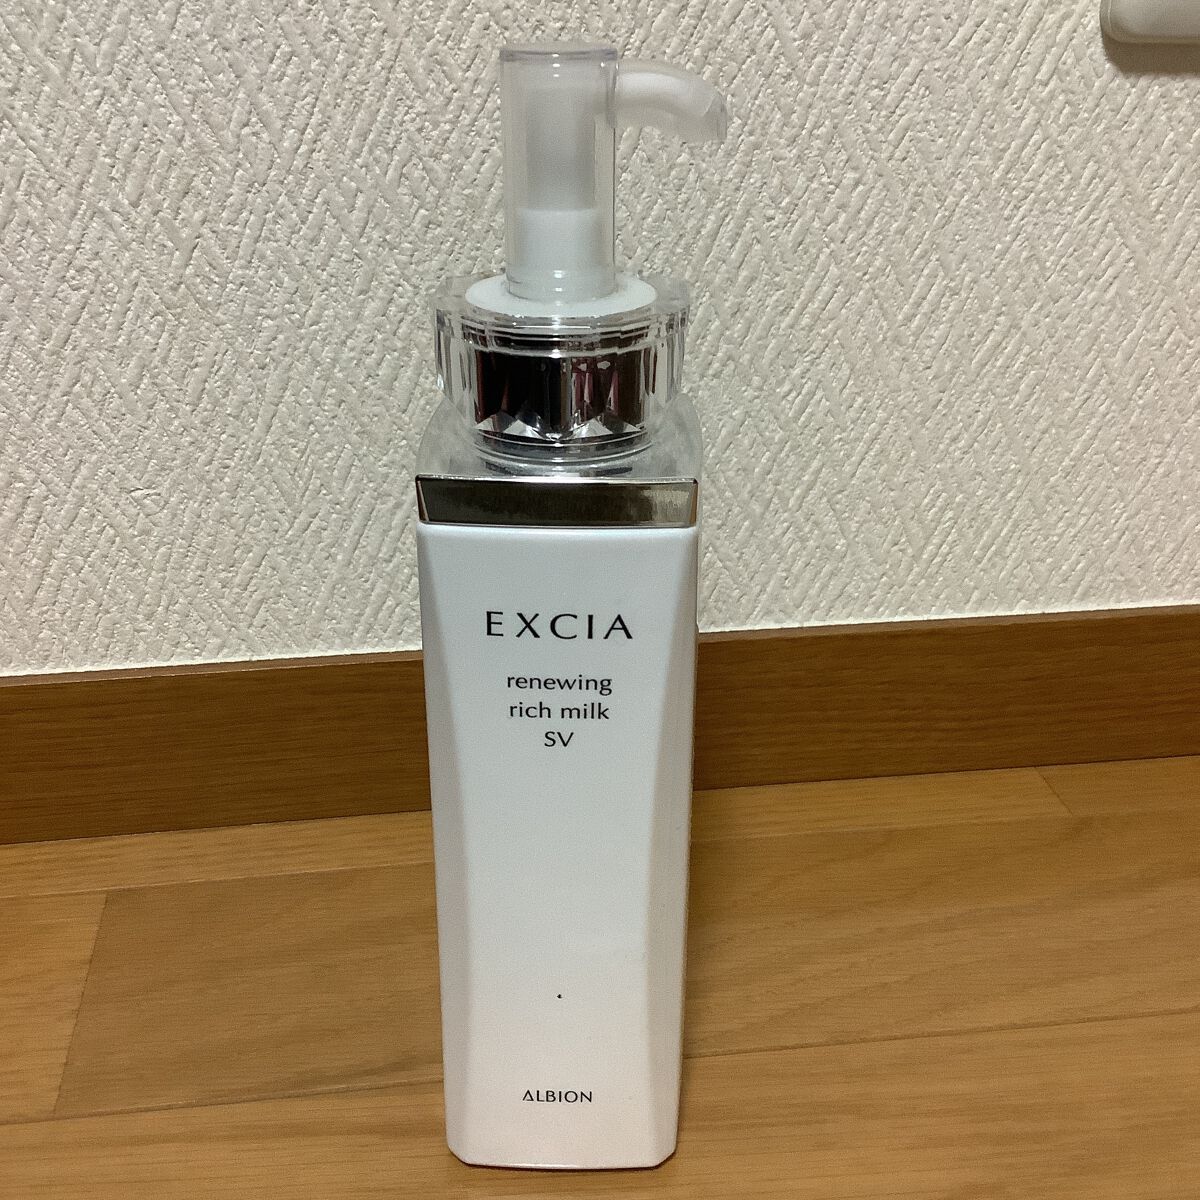 EXCIA
renewing
rich milk
SV
ALBION